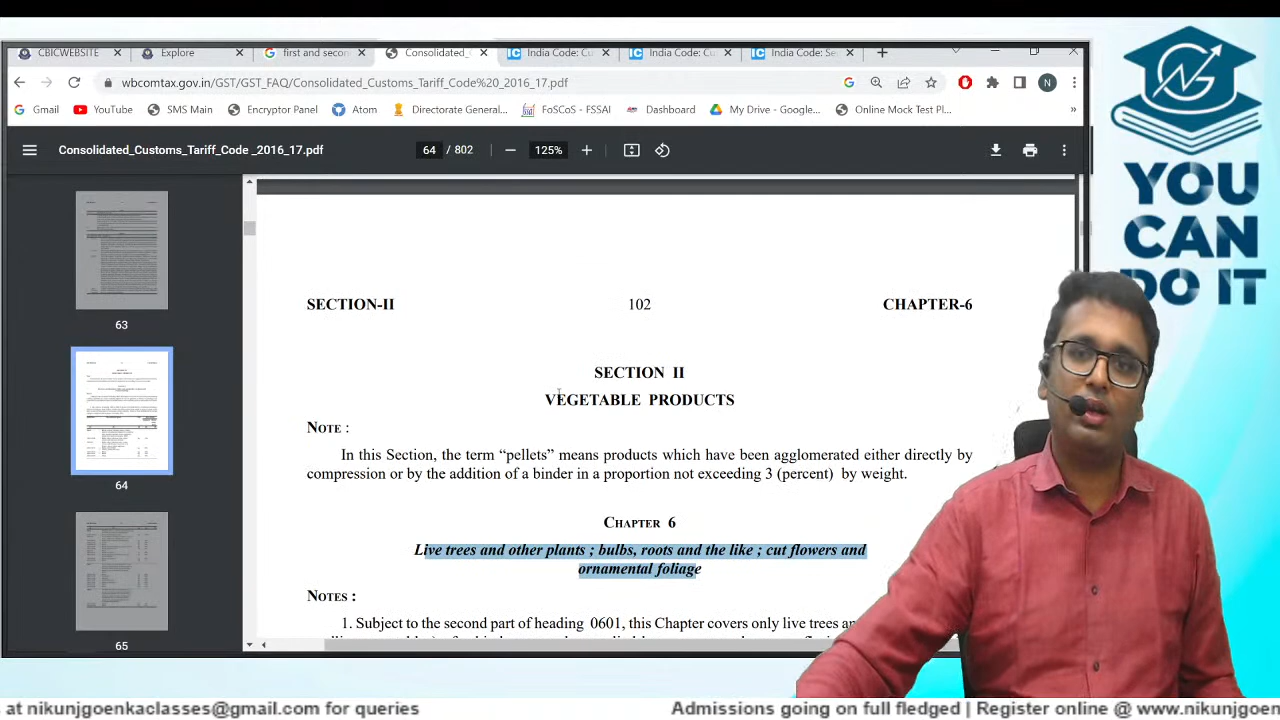 CBICWEBSITE
Explore
first and secon
Consolidated_
India Code: Cu
India Code: Cu
India Code: Se
wbcomtax.gov.in/GST/GST_FAQ/Consolidated_Customs_Tariff_Code%20_2016_17.pdf
N
Gmail
YouTube
SMS Main
Encryptor Panel
Atom
Directorate Gene
FoSCoS - FSSAI
Dashboard
My Drive - Google...
Online Mock Test Pl...
»
Consolidated_Customs_Tariff_Code _2016_17.pdf
64 / 802
125%
63
64
65
SECTION-II 102 CHAPTER-6
SECTION II
VEGETABLE PRODUCTS
NOTE :
In this Section, the term “pellets” means products which have been agglomerated either directly by
compression or by the addition of a binder in a proportion not exceeding 3 (percent) by weight.
CHAPTER 6
Live trees and other plants ; bulbs, roots and the like ; cut flowers and
ornamental foliage
NOTES :
1. Subject to the second part of heading 0601, this Chapter covers only live trees an
NG
YOU
CAN
DO IT
s at nikunjgoenkaclasses@gmail.com for queries
Admissions going on full fledged | Register online @ www.nikunjgoen